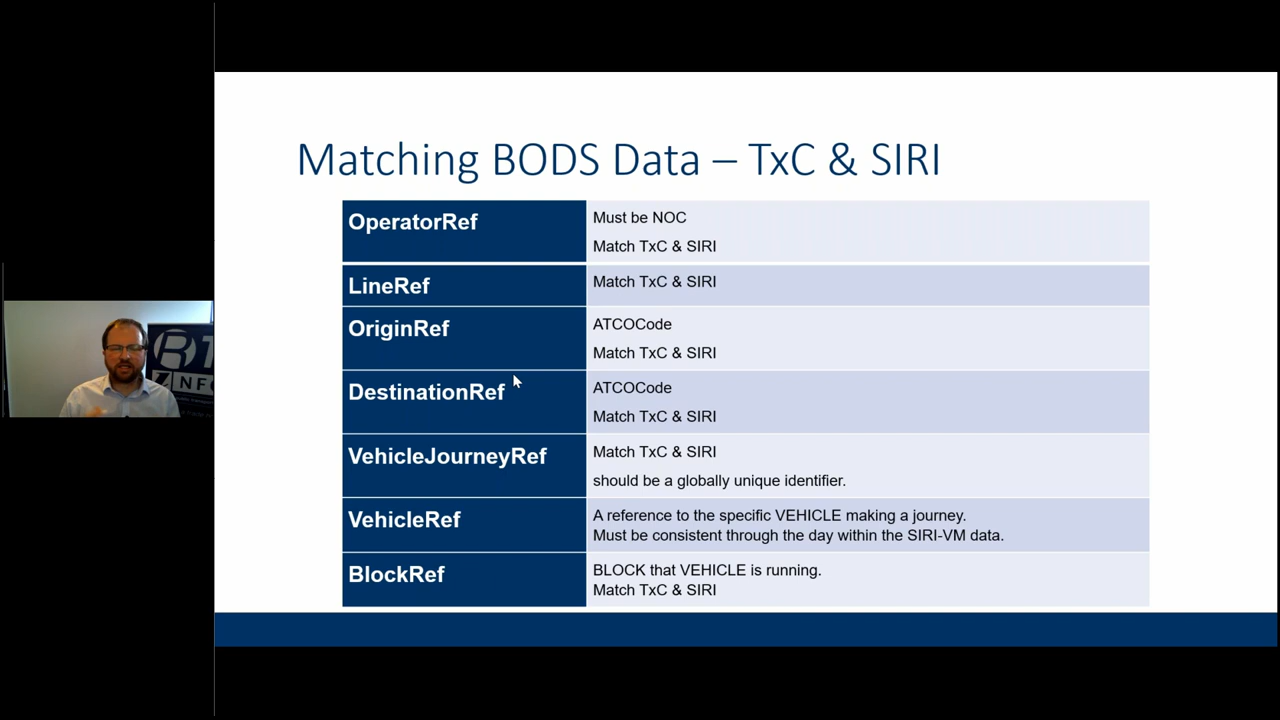 Matching BODS Data – TxC & SIRI
OperatorRef
Must be NOC
Match TxC & SIRI
LineRef
Match TxC & SIRI
OriginRef
ATCOCode
Match TxC & SIRI
DestinationRef
ATCOCode
Match TxC & SIRI
VehicleJourneyRef
Match TxC & SIRI
should be a globally unique identifier.
VehicleRef
A reference to the specific VEHICLE making a journey.
Must be consistent through the day within the SIRI-VM data.
BlockRef
BLOCK that VEHICLE is running.
Match TxC & SIRI